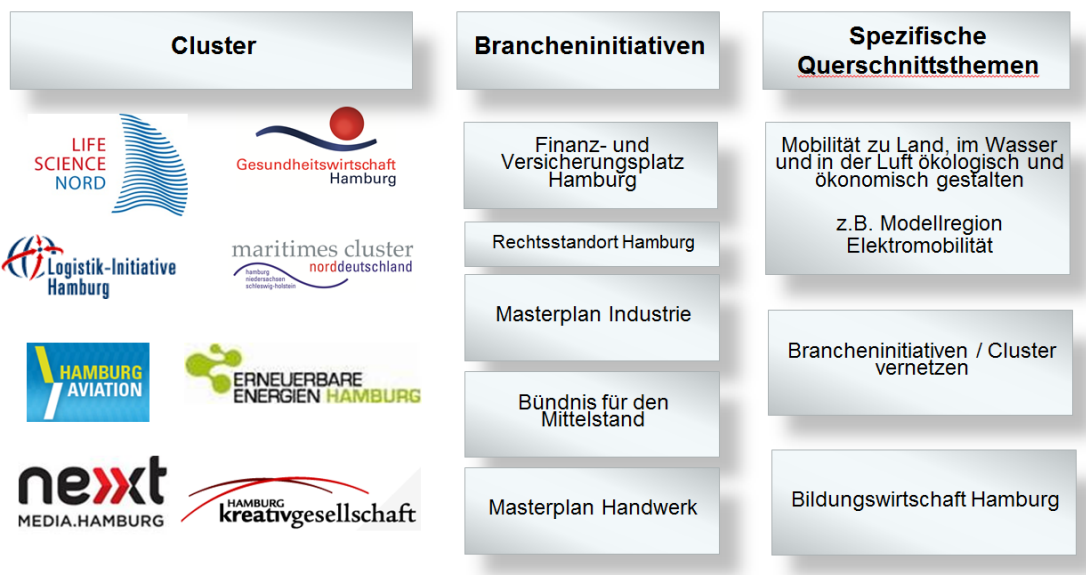 Cluster
LIFE
SCIENCE
NORD
Gesundheitswirtschaft
Hamburg
Logistik-Initiative
Hamburg
maritimes cluster
norddeutschland
hamburg
niedersachsen
schleswig-holstein
HAMBURG
AVIATION
ERNEUERBARE
ENERGIEN HAMBURG
nexxt
MEDIA.HAMBURG
HAMBURG
kreativgesellschaft
Brancheninitiativen
Finanz- und
Versicherungsplatz
Hamburg
Rechtsstandort Hamburg
Masterplan Industrie
Bündnis für den
Mittelstand
Masterplan Handwerk
Spezifische
Querschnittsthemen
Mobilität zu Land, im Wasser
und in der Luft ökologisch und
ökonomisch gestalten
z.B. Modellregion
Elektromobilität
Brancheninitiativen / Cluster
vernetzen
Bildungswirtschaft Hamburg